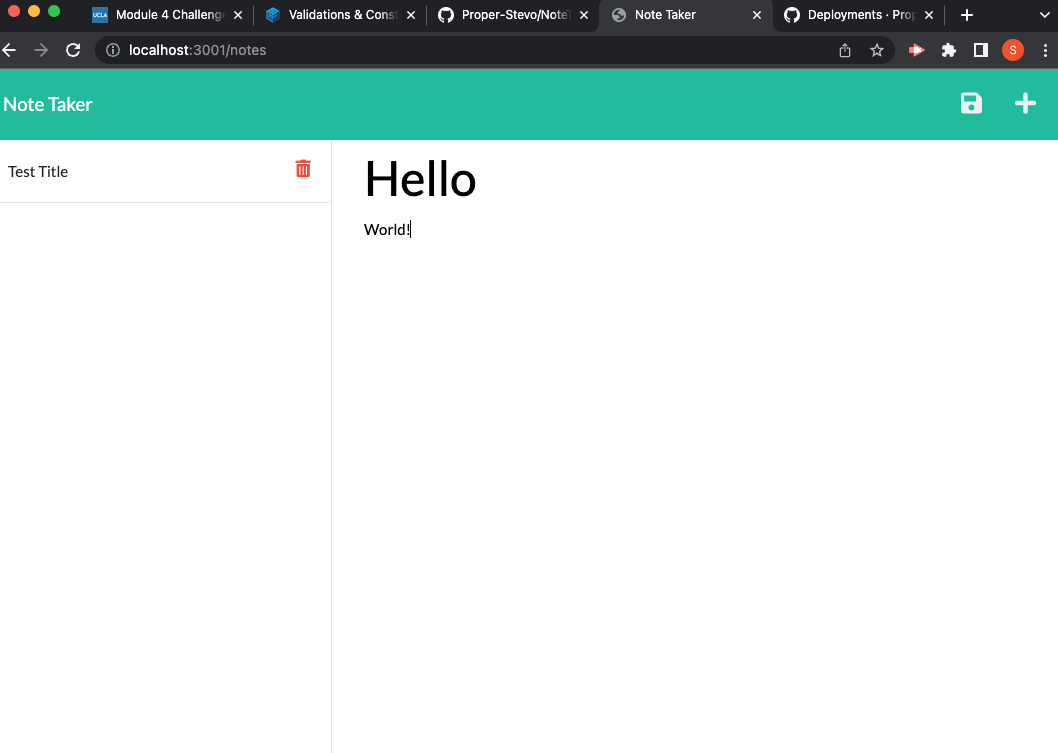 UCLA Module 4 Challenge
Validations & Const
Proper-Stevo/Note
Note Taker
Deployments · Prop
localhost:3001/notes
S
Note Taker
Test Title
Hello
World!